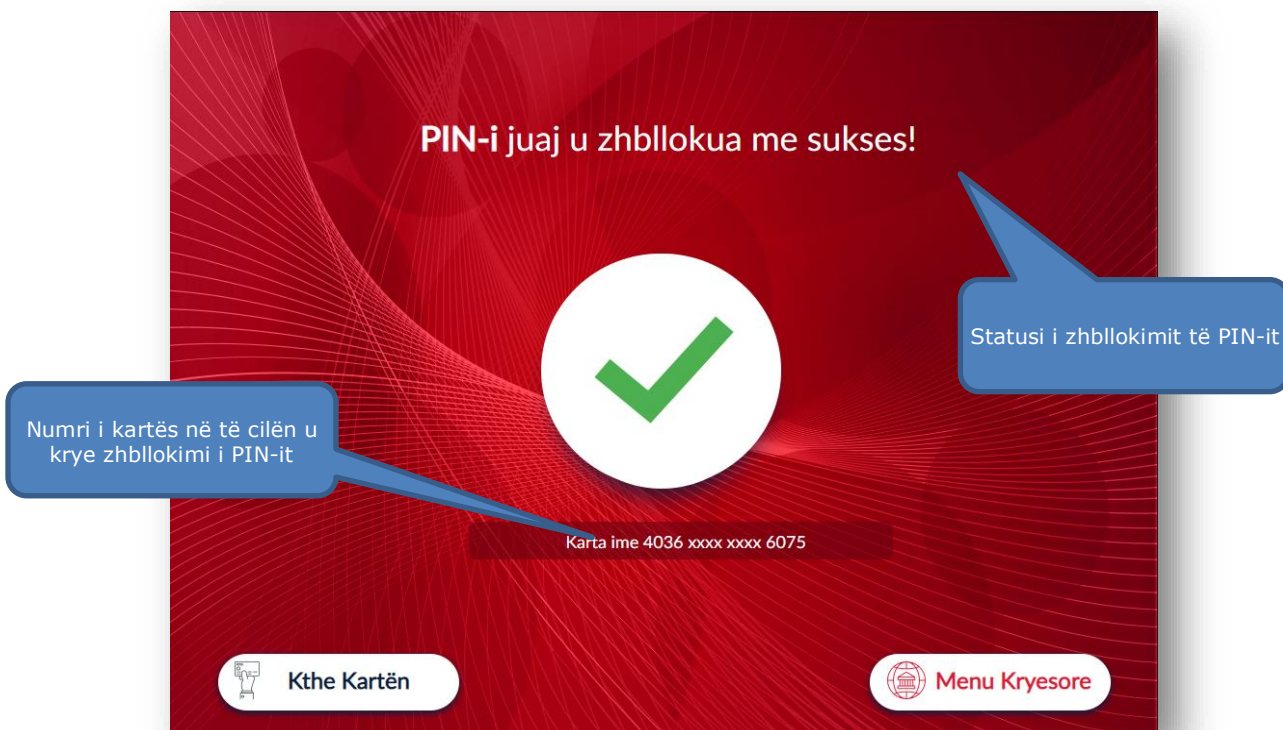 PIN-i juaj u zhbllokua me sukses!
Statusi i zhbllokimit të PIN-it
Numri i kartës në të cilën u
krye zhbllokimi i PIN-it
Karta ime 4036 xxxx xxxx 6075
Kthe Kartën
Menu Kryesore